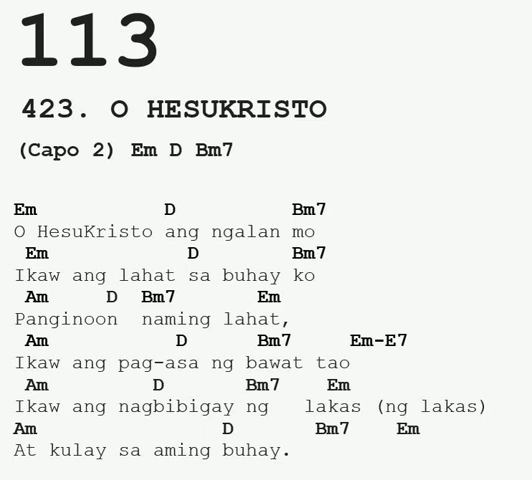 113
423. O HESUKRISTO
(Capo 2) Em D Bm7
Em           D          Bm7
O HesuKristo ang ngalan mo
 Em            D        Bm7
Ikaw ang lahat sa buhay ko
 Am     D  Bm7       Em
Panginoon  naming lahat,
 Am           D      Bm7     Em-E7
Ikaw ang pag-asa ng bawat tao
 Am         D       Bm7    Em
Ikaw ang nagbibigay ng   lakas (ng lakas)
Am                D       Bm7    Em
At kulay sa aming buhay.